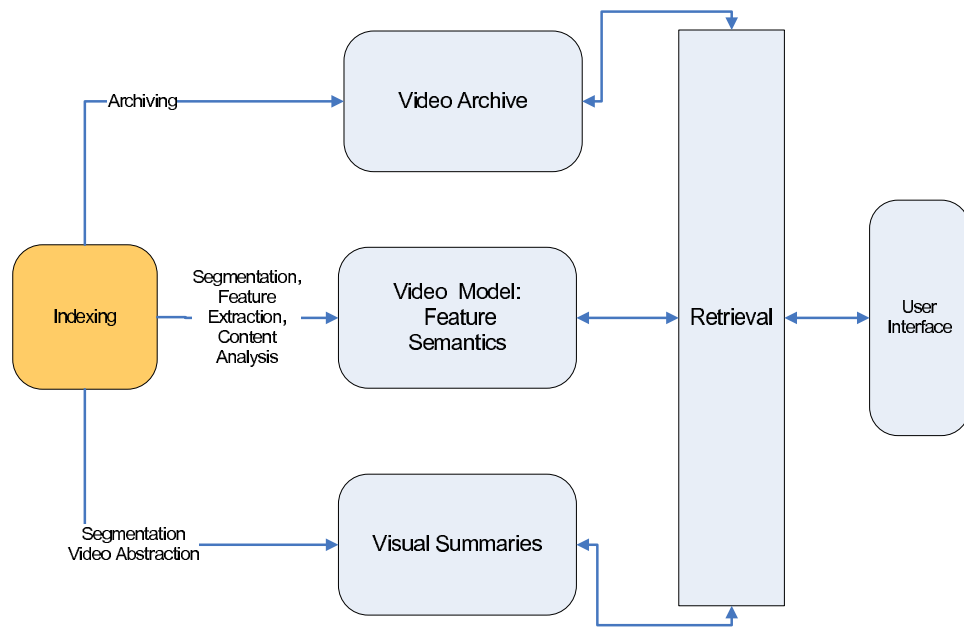 Archiving
Video Archive
Indexing
Segmentation,
Feature
Extraction,
Content
Analysis
Video Model:
Feature
Semantics
Retrieval
User
Interface
Segmentation
Video Abstraction
Visual Summaries